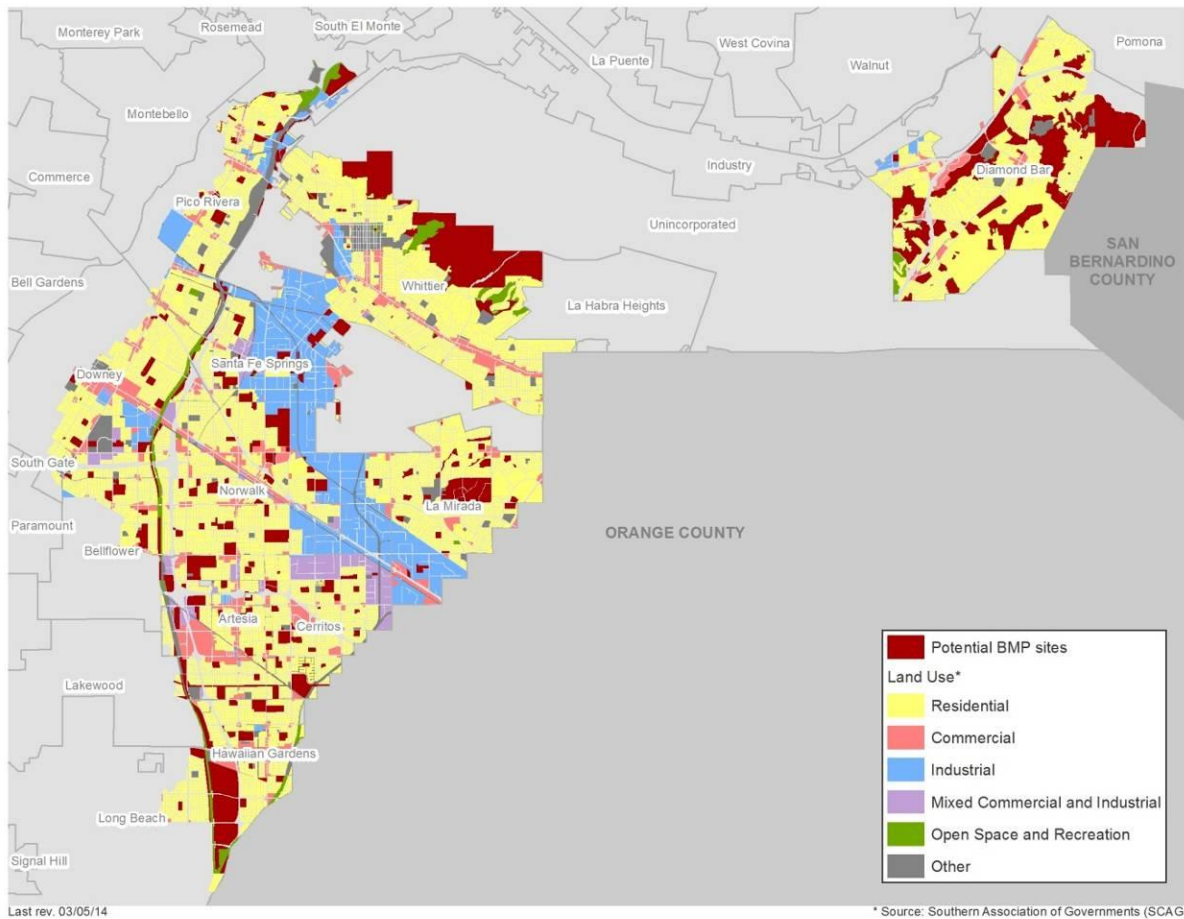 Monterey Park
Rosemead
South El Monte
La Puente
West Covina
Walnut
Pomona
Montebello
Commerce
Industry
Diamond Bar
Pico Rivera
Unincorporated
SAN
BERNARDINO
COUNTY
Bell Gardens
Whittier
La Habra Heights
Santa Fe Springs
Downey
South Gate
Norwalk
La Mirada
Paramount
ORANGE COUNTY
Bellflower
Artesia
Cerritos
Lakewood
Hawaiian Gardens
Long Beach
Signal Hill
Potential BMP sites
Land Use*
Residential
Commercial
Industrial
Mixed Commercial and Industrial
Open Space and Recreation
Other
Last rev. 03/05/14
* Source: Southern Association of Governments (SCAG